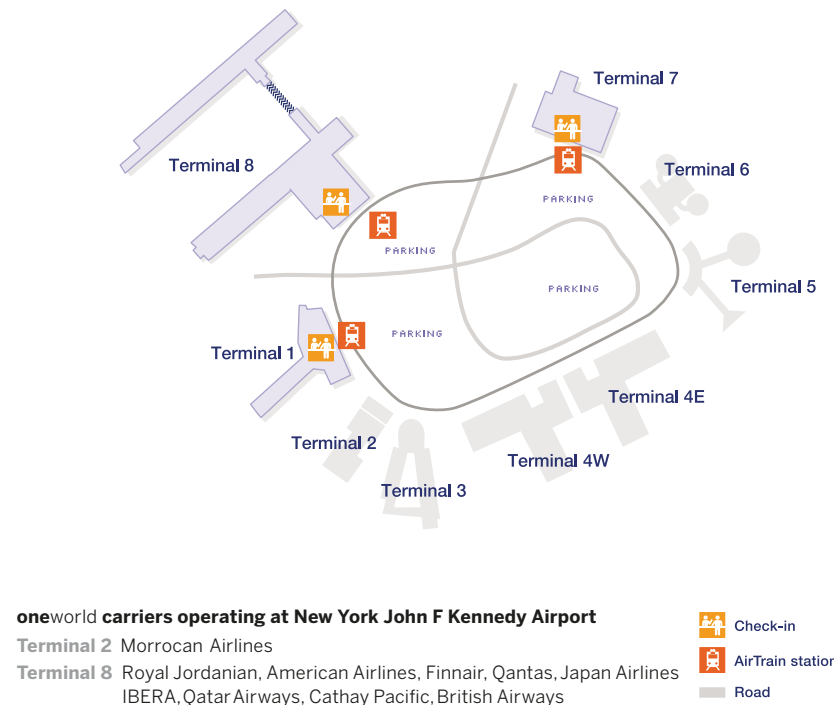 Terminal 7
Terminal 8
Terminal 6
PARKING
PARKING
Terminal 5
PARKING
PARKING
Terminal 1
Terminal 4E
Terminal 2
Terminal 4W
Terminal 3
oneworld carriers operating at New York John F Kennedy Airport
Terminal 2 Morrocan Airlines
Terminal 8 Royal Jordanian, American Airlines, Finnair, Qantas, Japan Airlines
IBERA, Qatar Airways, Cathay Pacific, British Airways
Check-in
AirTrain station
Road